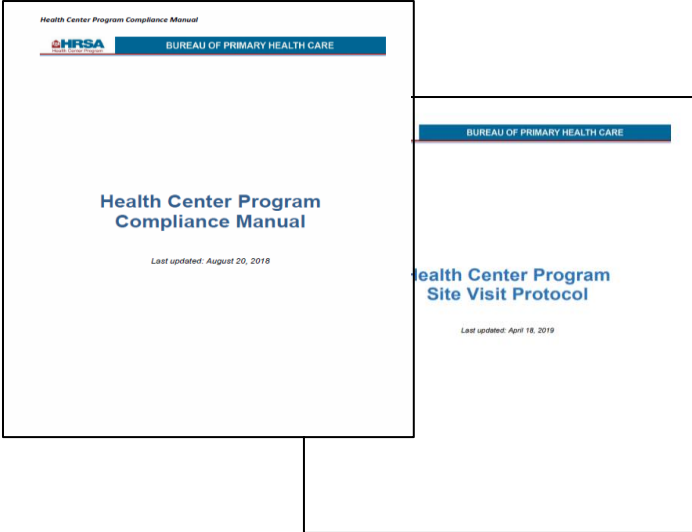 Health Center Program Compliance Manual
HRSA
Health Center Program
BUREAU OF PRIMARY HEALTH CARE
Health Center Program
Compliance Manual
Last updated: August 20, 2018
BUREAU OF PRIMARY HEALTH CARE
ealth Center Program
Site Visit Protocol
Last updated: April 18, 2019